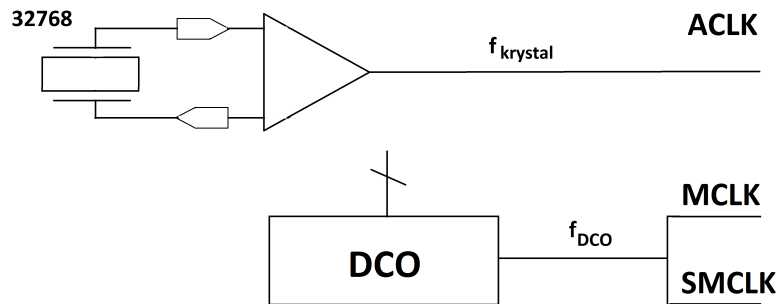 32768
ACLK
fkrystal
MCLK
fDCO
DCO
SMCLK